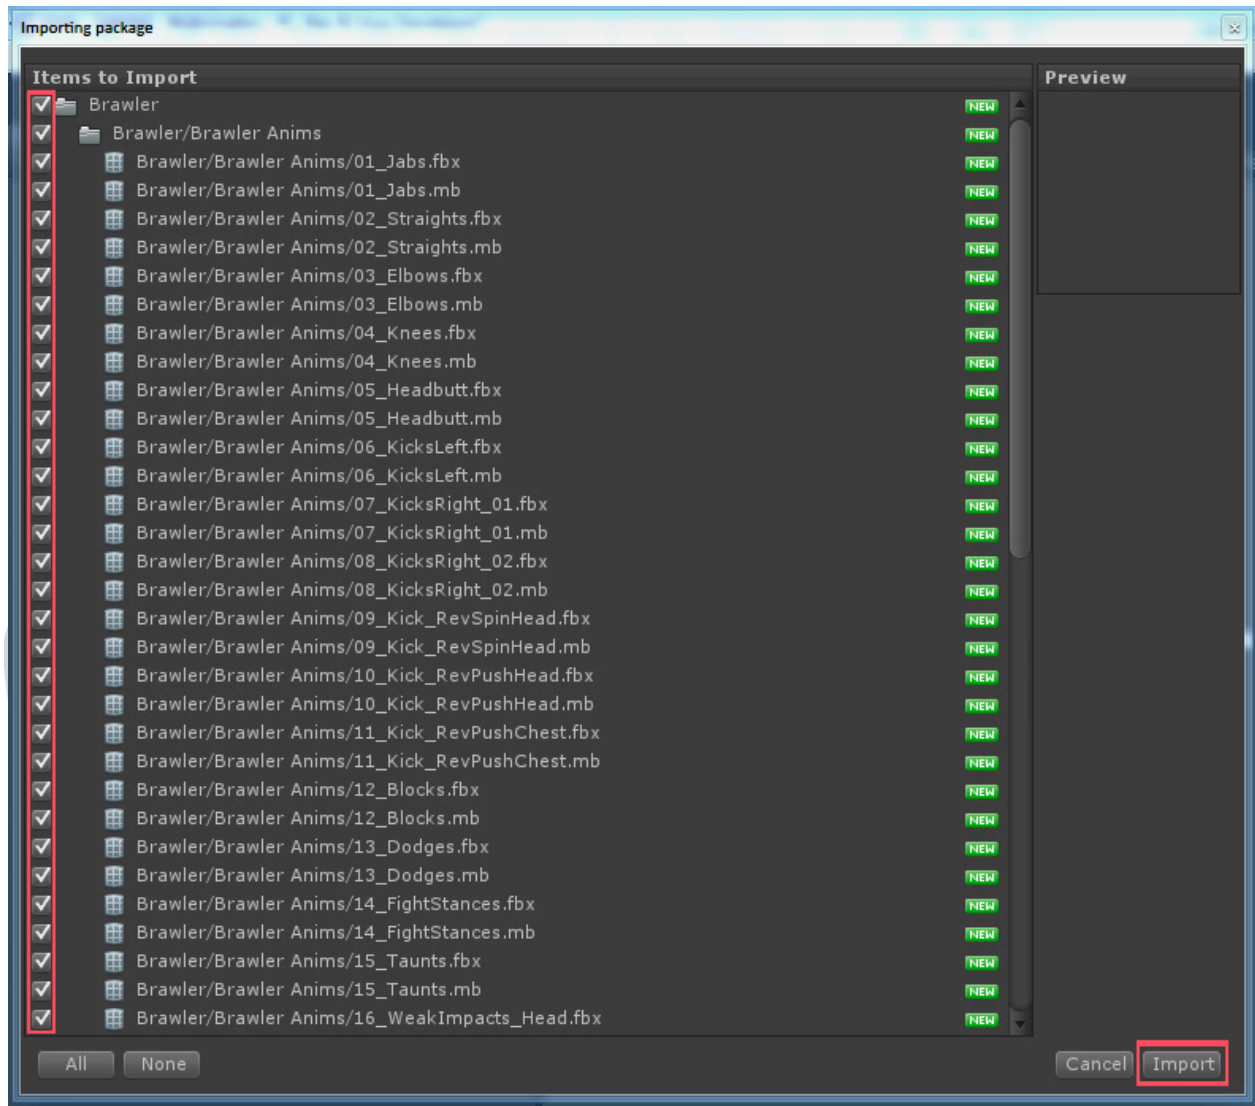 Importing package
Items to Import
Preview
Brawler NEW
Brawler/Brawler Anims NEW
Brawler/Brawler Anims/01_Jabs.fbx NEW
Brawler/Brawler Anims/01_Jabs.mb NEW
Brawler/Brawler Anims/02_Straights.fbx NEW
Brawler/Brawler Anims/02_Straights.mb NEW
Brawler/Brawler Anims/03_Elbows.fbx NEW
Brawler/Brawler Anims/03_Elbows.mb NEW
Brawler/Brawler Anims/04_Knees.fbx NEW
Brawler/Brawler Anims/04_Knees.mb NEW
Brawler/Brawler Anims/05_Headbutt.fbx NEW
Brawler/Brawler Anims/05_Headbutt.mb NEW
Brawler/Brawler Anims/06_KicksLeft.fbx NEW
Brawler/Brawler Anims/06_KicksLeft.mb NEW
Brawler/Brawler Anims/07_KicksRight_01.fbx NEW
Brawler/Brawler Anims/07_KicksRight_01.mb NEW
Brawler/Brawler Anims/08_KicksRight_02.fbx NEW
Brawler/Brawler Anims/08_KicksRight_02.mb NEW
Brawler/Brawler Anims/09_Kick_RevSpinHead.fbx NEW
Brawler/Brawler Anims/09_Kick_RevSpinHead.mb NEW
Brawler/Brawler Anims/10_Kick_RevPushHead.fbx NEW
Brawler/Brawler Anims/10_Kick_RevPushHead.mb NEW
Brawler/Brawler Anims/11_Kick_RevPushChest.fbx NEW
Brawler/Brawler Anims/11_Kick_RevPushChest.mb NEW
Brawler/Brawler Anims/12_Blocks.fbx NEW
Brawler/Brawler Anims/12_Blocks.mb NEW
Brawler/Brawler Anims/13_Dodges.fbx NEW
Brawler/Brawler Anims/13_Dodges.mb NEW
Brawler/Brawler Anims/14_FightStances.fbx NEW
Brawler/Brawler Anims/14_FightStances.mb NEW
Brawler/Brawler Anims/15_Taunts.fbx NEW
Brawler/Brawler Anims/15_Taunts.mb NEW
Brawler/Brawler Anims/16_WeakImpacts_Head.fbx NEW
All None Cancel Import